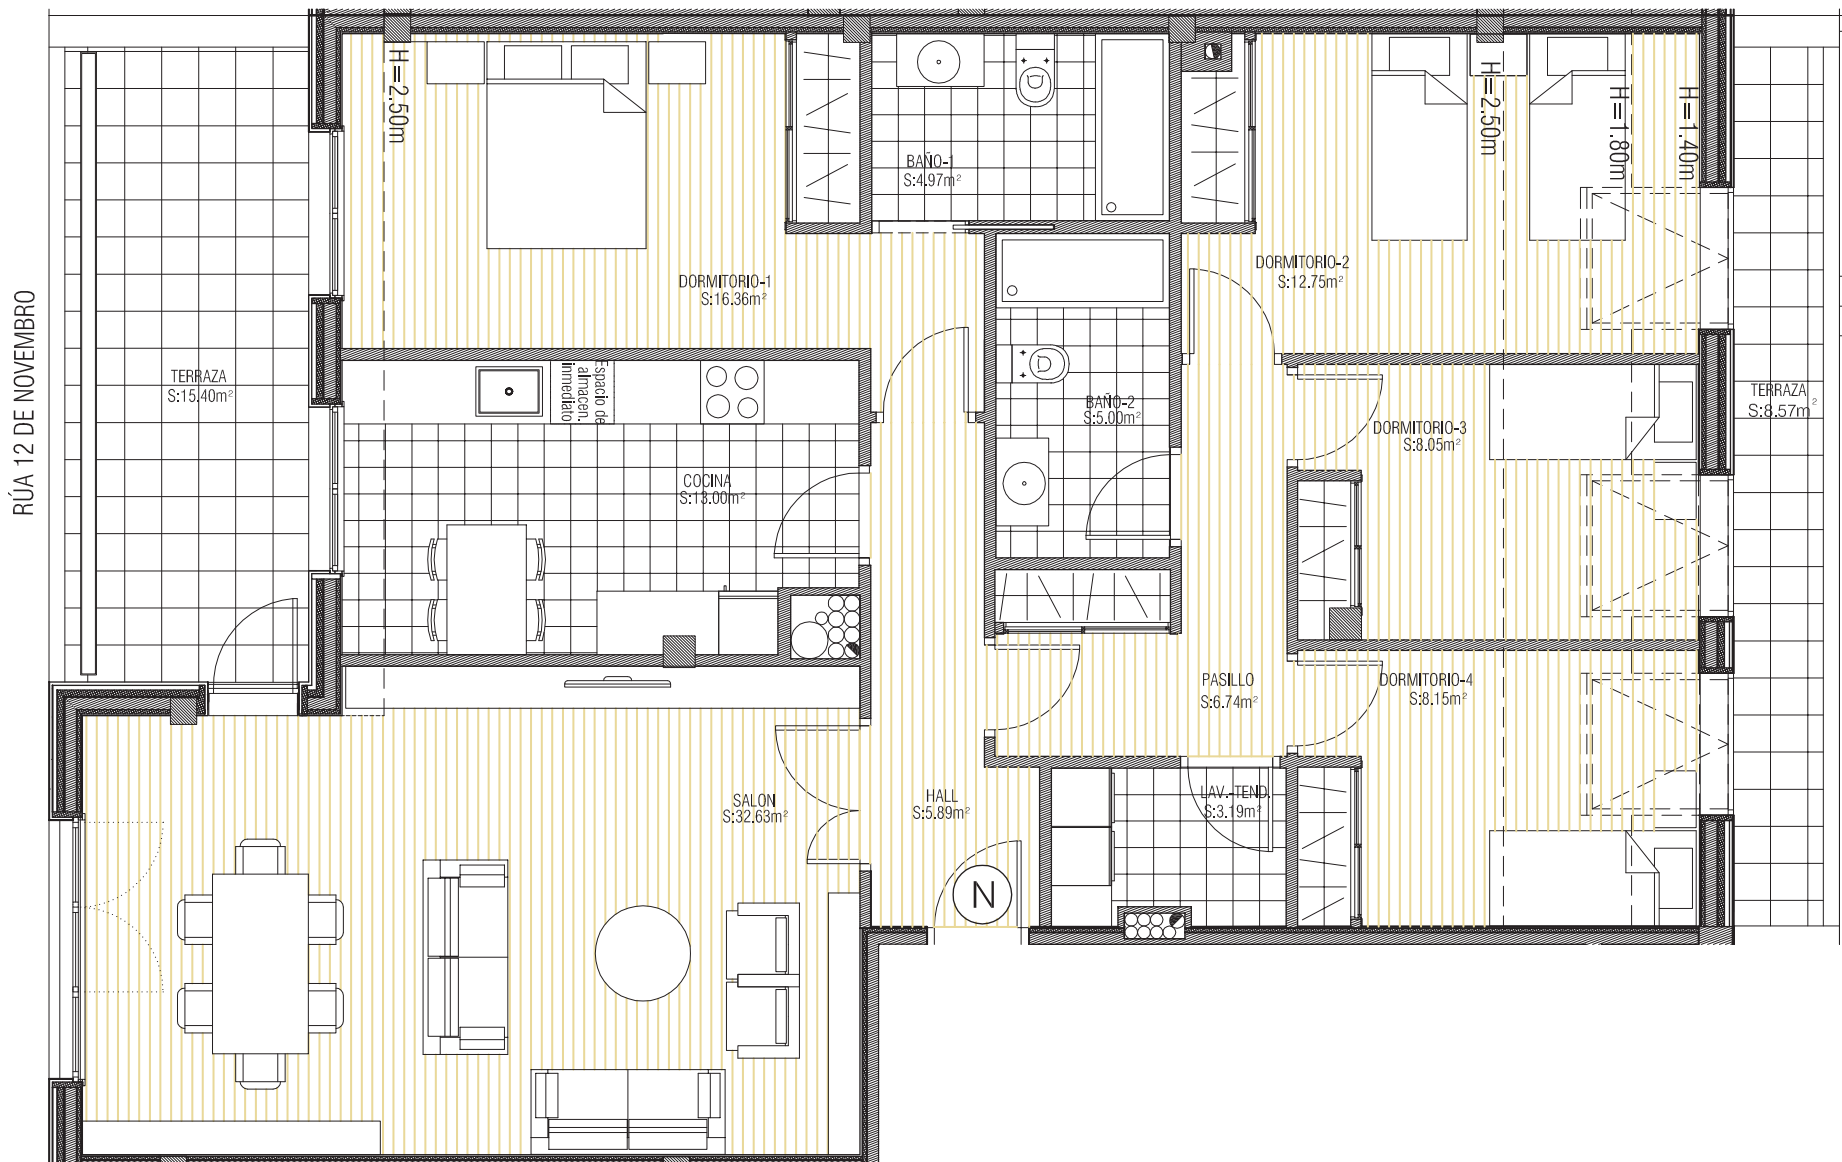 RÚA 12 DE NOVEMBRO
TERRAZA
S:15.40m²
H=2.50m
DORMITORIO-1
S:16.36m²
BAÑO-1
S:4.97m²
DORMITORIO-2
S:12.75m²
H=2.50m
H=1.80m
H=1.40m
TERRAZA
S:8.57m²
Espacio de
almacen.
inmediato
COCINA
S:13.00m²
BAÑO-2
S:5.00m²
DORMITORIO-3
S:8.05m²
PASILLO
S:6.74m²
DORMITORIO-4
S:8.15m²
SALON
S:32.63m²
HALL
S:5.89m²
LAV.-TEND.
S:3.19m²
N